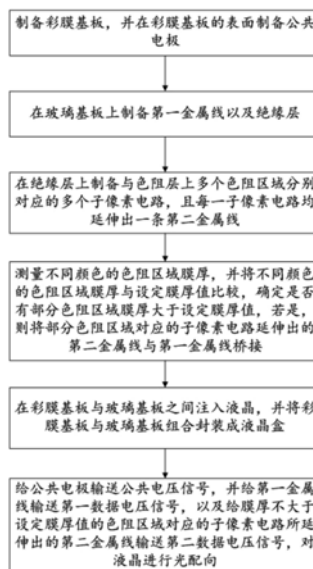 制备彩膜基板，并在彩膜基板的表面制备公共
电极
在玻璃基板上制备第一金属线以及绝缘层
在绝缘层上制备与色阻层上多个色阻区域分别
对应的多个子像素电路，且每一子像素电路均
延伸出一条第二金属线
测量不同颜色的色阻区域膜厚，并将不同颜色
的色阻区域膜厚与设定膜厚值比较，确定是否
有部分色阻区域膜厚大于设定膜厚值，若是，
则将部分色阻区域对应的子像素电路延伸出的
第二金属线与第一金属线桥接
在彩膜基板与玻璃基板之间注入液晶，并将彩
膜基板与玻璃基板组合封装成液晶盒
给公共电极输送公共电压信号，并给第一金属
线输送第一数据电压信号，以及给膜厚不大于
设定膜厚值的色阻区域对应的子像素电路所延
伸出的第二金属线输送第二数据电压信号，对
液晶进行光配向